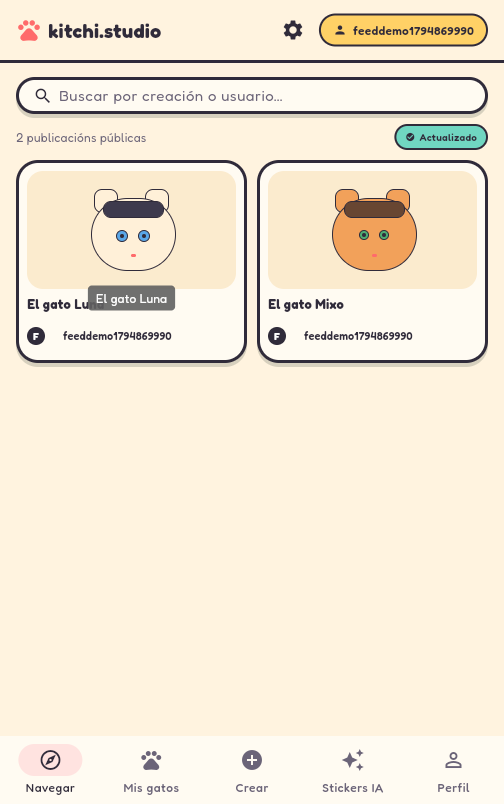 kitchi.studio
feeddemo1794869990
Buscar por creación o usuario...
2 publicacións públicas
Actualizado
El gato Luna
El gato Luna
F feeddemo1794869990
El gato Mixo
F feeddemo1794869990
Navegar
Mis gatos
Crear
Stickers IA
Perfil